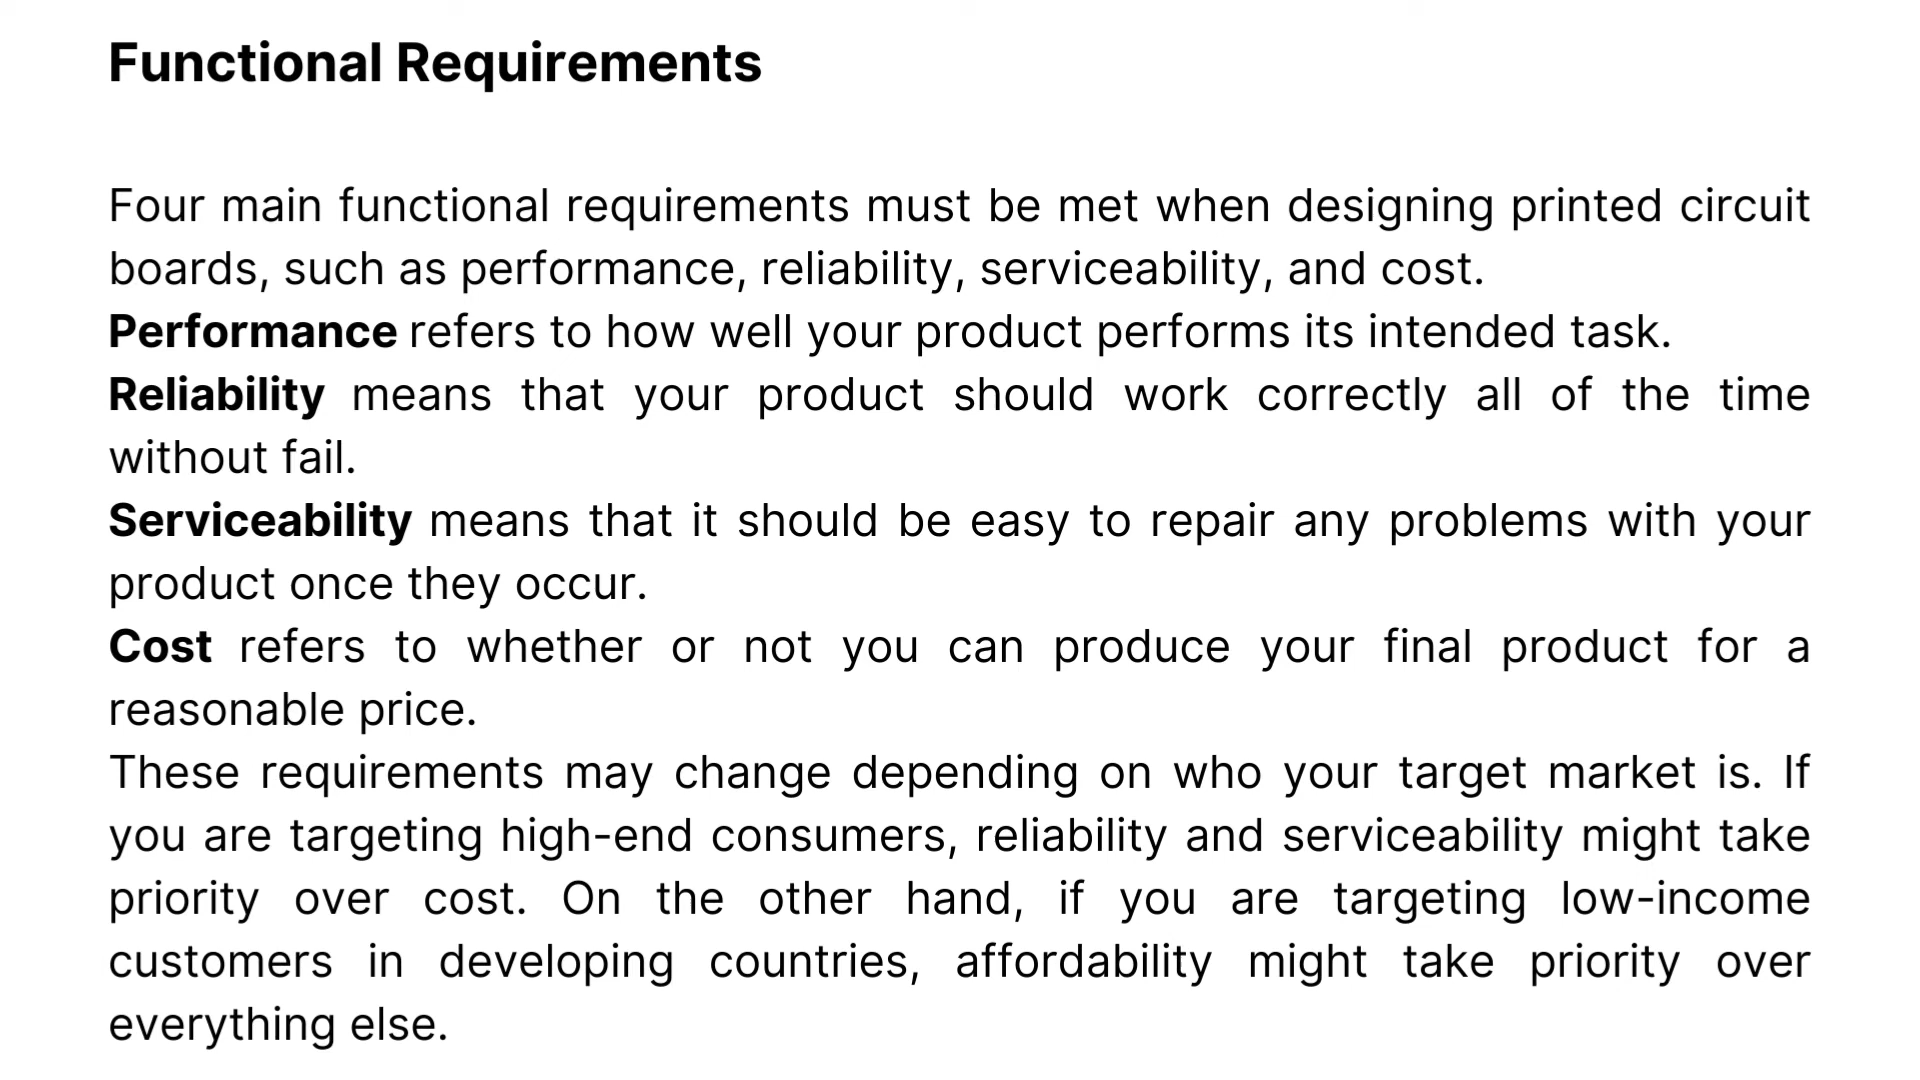 Functional Requirements
Four main functional requirements must be met when designing printed circuit
boards, such as performance, reliability, serviceability, and cost.
Performance refers to how well your product performs its intended task.
Reliability means that your product should work correctly all of the time
without fail.
Serviceability means that it should be easy to repair any problems with your
product once they occur.
Cost refers to whether or not you can produce your final product for a
reasonable price.
These requirements may change depending on who your target market is. If
you are targeting high-end consumers, reliability and serviceability might take
priority over cost. On the other hand, if you are targeting low-income
customers in developing countries, affordability might take priority over
everything else.